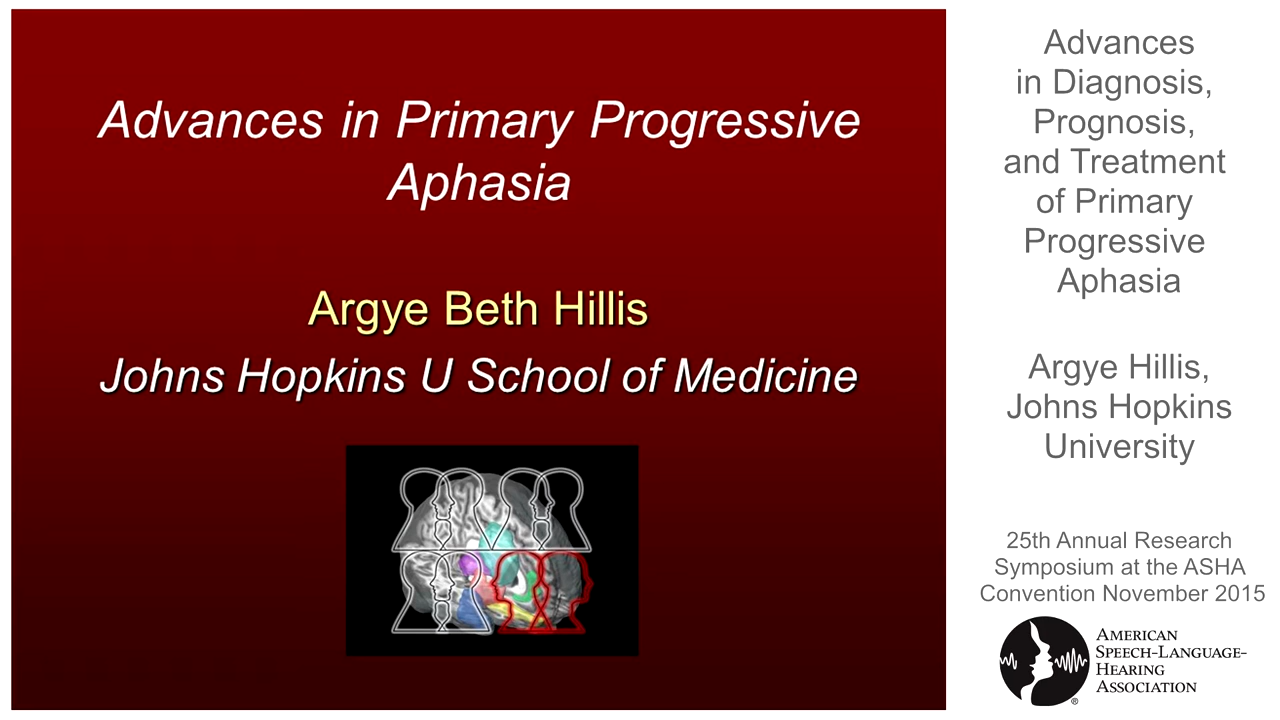 Advances in Primary Progressive
Aphasia
Argye Beth Hillis
Johns Hopkins U School of Medicine
Advances
in Diagnosis,
Prognosis,
and Treatment
of Primary
Progressive
Aphasia
Argye Hillis,
Johns Hopkins
University
25th Annual Research
Symposium at the ASHA
Convention November 2015
AMERICAN
SPEECH-LANGUAGE-
HEARING
ASSOCIATION
®